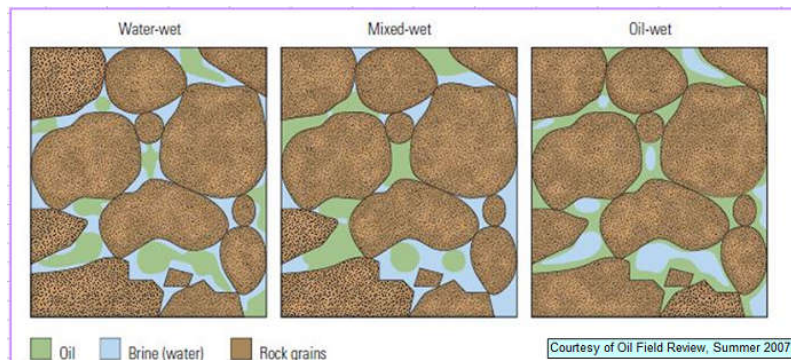 Water-wet
Mixed-wet
Oil-wet
Oil
Brine (water)
Rock grains
Courtesy of Oil Field Review, Summer 2007